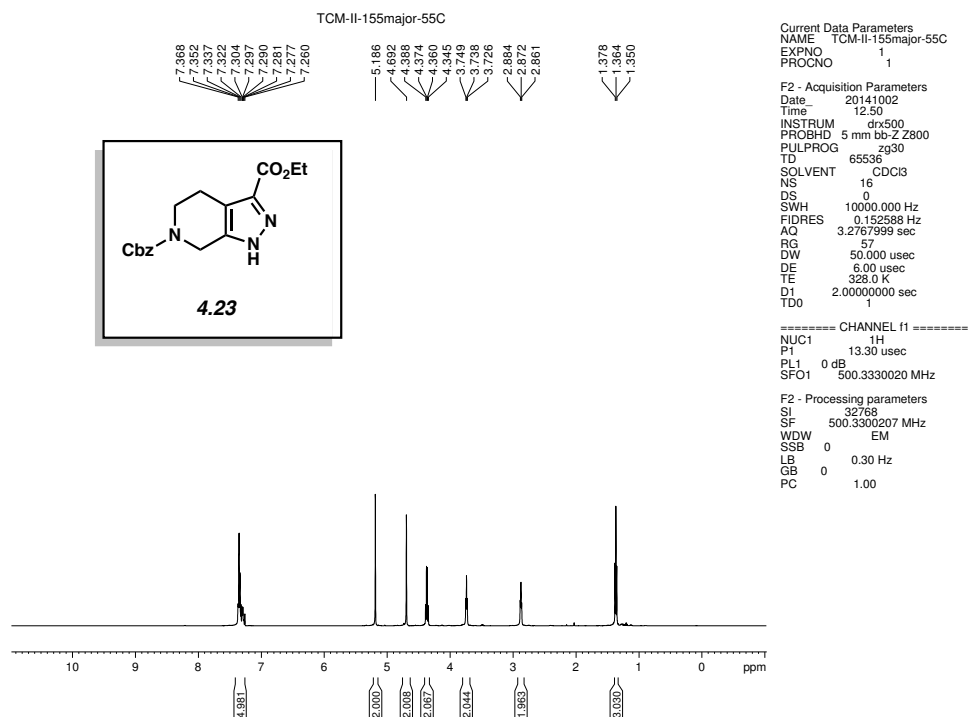 TCM-II-155major-55C
7.368
7.352
7.337
7.322
7.304
7.297
7.290
7.281
7.277
7.260
5.186
4.692
4.388
4.374
4.360
4.345
3.749
3.738
3.726
2.884
2.872
2.861
1.378
1.364
1.350
CO2Et
N
N
N
H
Cbz
4.23
Current Data Parameters
NAME TCM-II-155major-55C
EXPNO 1
PROCNO 1
F2 - Acquisition Parameters
Date_ 20141002
Time 12.50
INSTRUM drx500
PROBHD 5 mm bb-Z Z800
PULPROG zg30
TD 65536
SOLVENT CDCl3
NS 16
DS 0
SWH 10000.000 Hz
FIDRES 0.152588 Hz
AQ 3.2767999 sec
RG 57
DW 50.000 usec
DE 6.00 usec
TE 328.0 K
D1 2.00000000 sec
TD0 1
======== CHANNEL f1 ========
NUC1 1H
P1 13.30 usec
PL1 0 dB
SFO1 500.3330020 MHz
F2 - Processing parameters
SI 32768
SF 500.3300207 MHz
WDW EM
SSB 0
LB 0.30 Hz
GB 0
PC 1.00
10 9 8 7 6 5 4 3 2 1 0 ppm
4.981
2.000
2.008
2.067
2.044
1.963
3.030